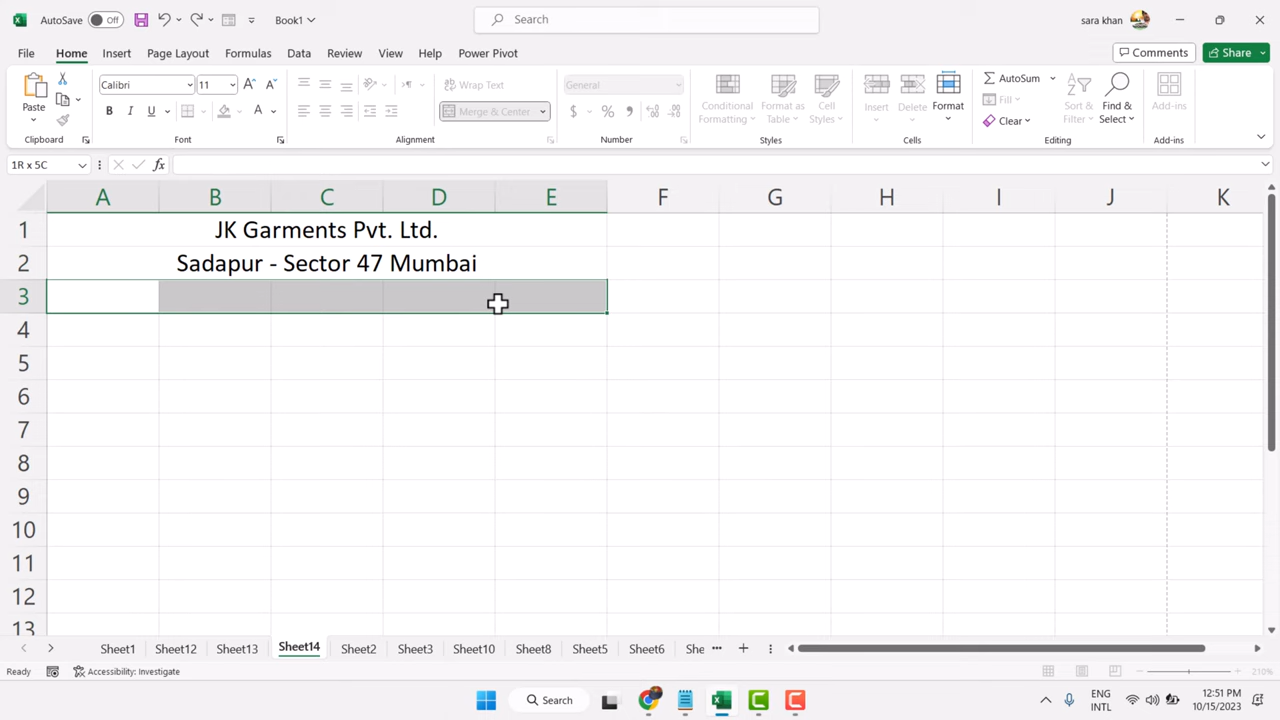 AutoSave Off Book1 Search sara khan
File Home Insert Page Layout Formulas Data Review View Help Power Pivot Comments Share
Calibri 11 Wrap Text General AutoSum
Paste B I U A Merge & Center $ % Conditional Formatting Format as Table Cell Styles Insert Delete Format Fill Clear Sort & Filter Find & Select Add-ins
Clipboard Font Alignment Number Styles Cells Editing Add-ins
1R x 5C fx
A B C D E F G H I J K
1 JK Garments Pvt. Ltd.
2 Sadapur - Sector 47 Mumbai
3
4
5
6
7
8
9
10
11
12
13
Sheet1 Sheet12 Sheet13 Sheet14 Sheet2 Sheet3 Sheet10 Sheet8 Sheet5 Sheet6 She ...
Ready Accessibility: Investigate 210%
Search ENG INTL 12:51 PM 10/15/2023